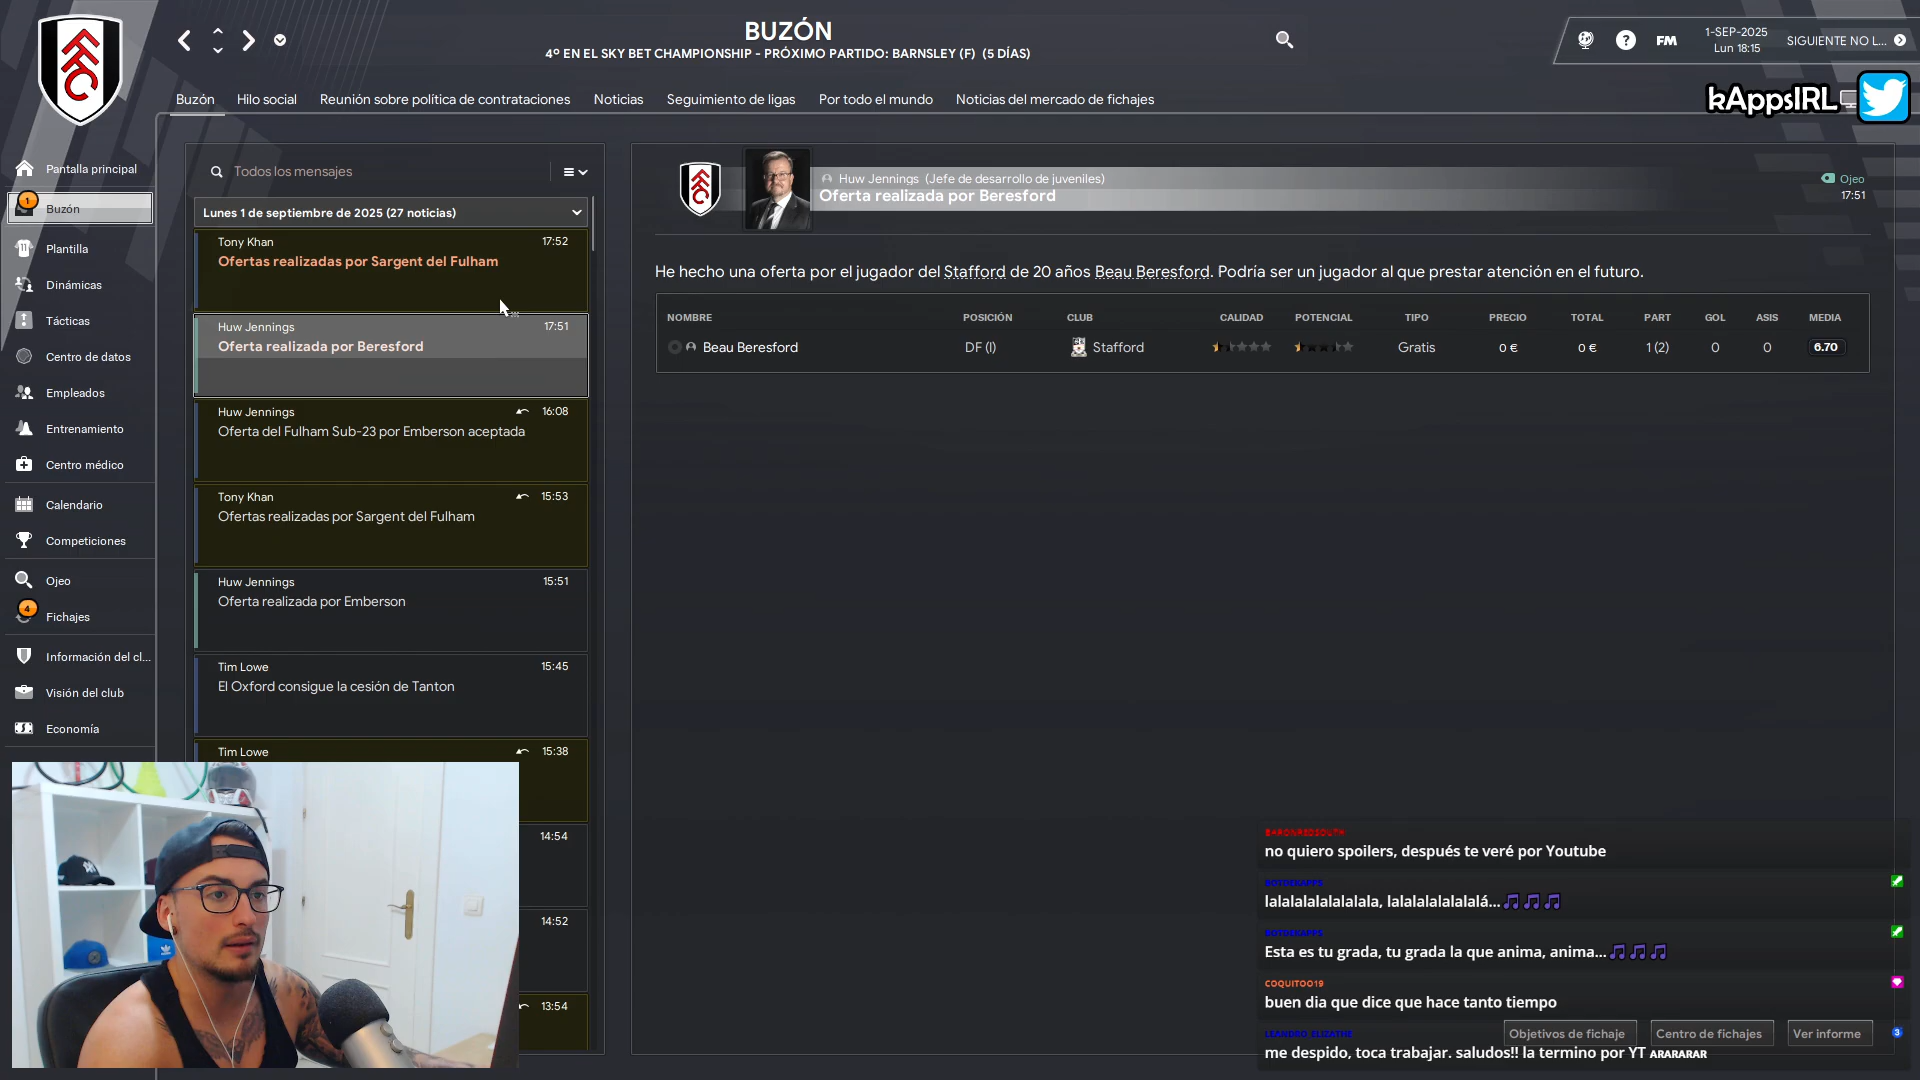 BUZÓN
4º EN EL SKY BET CHAMPIONSHIP - PRÓXIMO PARTIDO: BARNSLEY (F) (5 DÍAS)
FM
1-SEP-2025
Lun 18:15
SIGUIENTE NO L...
kAppsIRL
Buzón
Hilo social
Reunión sobre política de contrataciones
Noticias
Seguimiento de ligas
Por todo el mundo
Noticias del mercado de fichajes
Pantalla principal
1
Buzón
Plantilla
Dinámicas
Tácticas
Centro de datos
Empleados
Entrenamiento
Centro médico
Calendario
Competiciones
Ojeo
4
Fichajes
Información del cl...
Visión del club
Economía
Todos los mensajes
Lunes 1 de septiembre de 2025 (27 noticias)
Tony Khan 17:52
Ofertas realizadas por Sargent del Fulham
Huw Jennings 17:51
Oferta realizada por Beresford
Huw Jennings 16:08
Oferta del Fulham Sub-23 por Emberson aceptada
Tony Khan 15:53
Ofertas realizadas por Sargent del Fulham
Huw Jennings 15:51
Oferta realizada por Emberson
Tim Lowe 15:45
El Oxford consigue la cesión de Tanton
Tim Lowe 15:38
14:54
14:52
13:54
Huw Jennings (Jefe de desarrollo de juveniles)
Oferta realizada por Beresford
Ojeo
17:51
He hecho una oferta por el jugador del Stafford de 20 años Beau Beresford. Podría ser un jugador al que prestar atención en el futuro.
NOMBRE POSICIÓN CLUB CALIDAD POTENCIAL TIPO PRECIO TOTAL PART GOL ASIS MEDIA
Beau Beresford DF (I) Stafford Gratis 0 € 0 € 1 (2) 0 0 6.70
BARONREDSOUTH
no quiero spoilers, después te veré por Youtube
BOTDEKAPPS
lalalalalalalalala, lalalalalalalalá...
BOTDEKAPPS
Esta es tu grada, tu grada la que anima, anima...
COQUITOO19
buen dia que dice que hace tanto tiempo
LEANDRO_ELIZATHE
me despido, toca trabajar. saludos!! la termino por YT ARARARAR
Objetivos de fichaje
Centro de fichajes
Ver informe
3